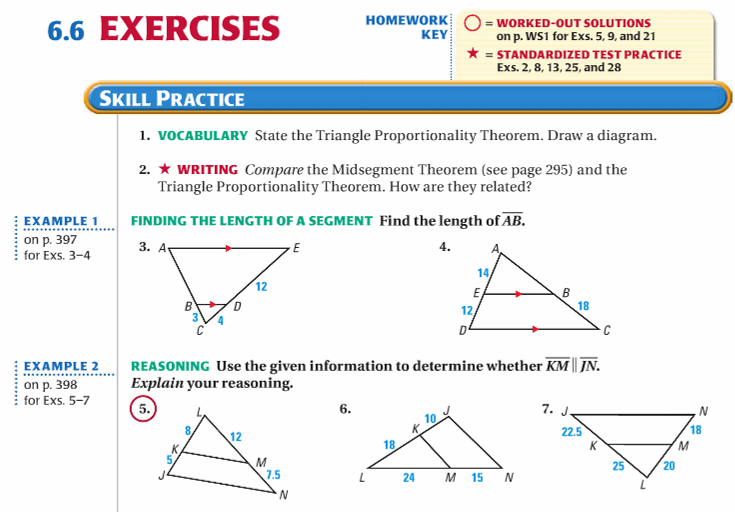 6.6 EXERCISES
HOMEWORK
KEY
= WORKED-OUT SOLUTIONS
on p. WS1 for Exs. 5, 9, and 21
★ = STANDARDIZED TEST PRACTICE
Exs. 2, 8, 13, 25, and 28
SKILL PRACTICE
1. VOCABULARY State the Triangle Proportionality Theorem. Draw a diagram.
2. ★ WRITING Compare the Midsegment Theorem (see page 295) and the
Triangle Proportionality Theorem. How are they related?
EXAMPLE 1
on p. 397
for Exs. 3–4
FINDING THE LENGTH OF A SEGMENT Find the length of AB.
3. A E
12
B D
3 4
C
4. A
14
E B
12 18
D C
EXAMPLE 2
on p. 398
for Exs. 5–7
REASONING Use the given information to determine whether KM || JN.
Explain your reasoning.
5. L
8 12
K
5 M
J 7.5
N
6. J
10
K
18
L 24 M 15 N
7. J N
22.5 18
K M
25 20
L